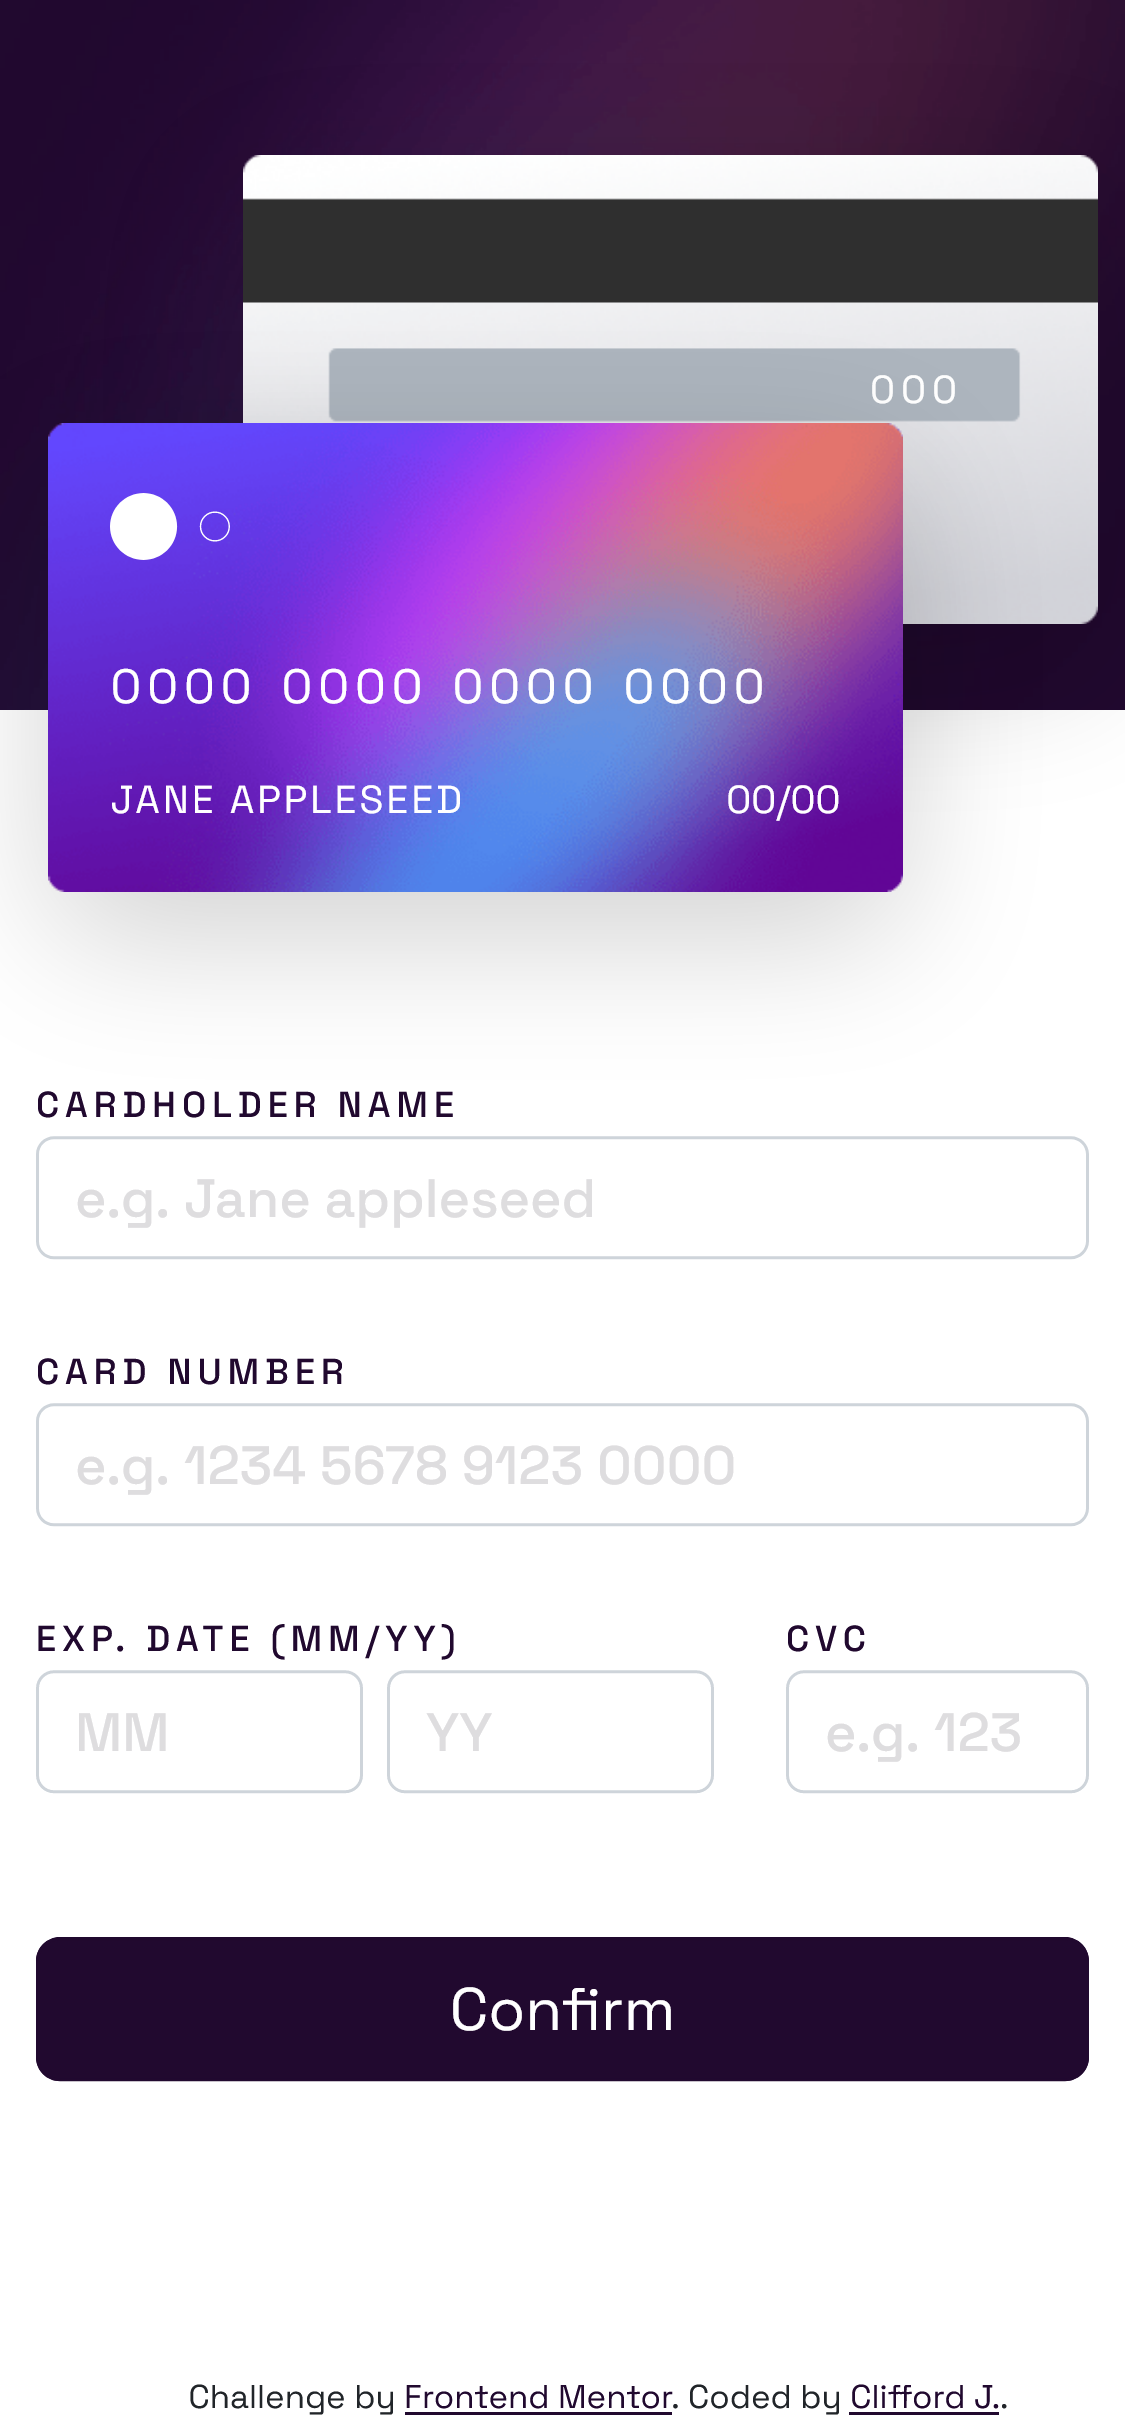 000
0000 0000 0000 0000
JANE APPLESEED 00/00
CARDHOLDER NAME
e.g. Jane appleseed
CARD NUMBER
e.g. 1234 5678 9123 0000
EXP. DATE (MM/YY) CVC
MM YY e.g. 123
Confirm
Challenge by Frontend Mentor. Coded by Clifford J..